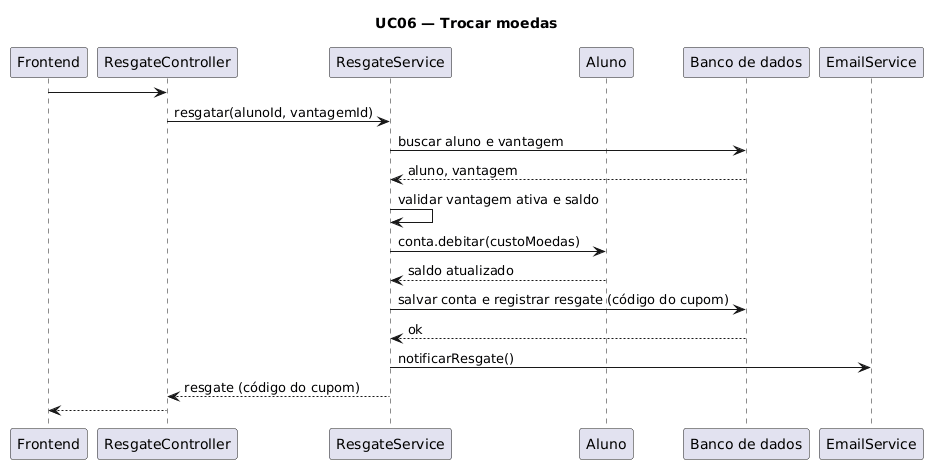 UC06 — Trocar moedas
Frontend
ResgateController
ResgateService
Aluno
Banco de dados
EmailService
resgatar(alunoId, vantagemId)
buscar aluno e vantagem
aluno, vantagem
validar vantagem ativa e saldo
conta.debitar(custoMoedas)
saldo atualizado
salvar conta e registrar resgate (código do cupom)
ok
notificarResgate()
resgate (código do cupom)
Frontend
ResgateController
ResgateService
Aluno
Banco de dados
EmailService